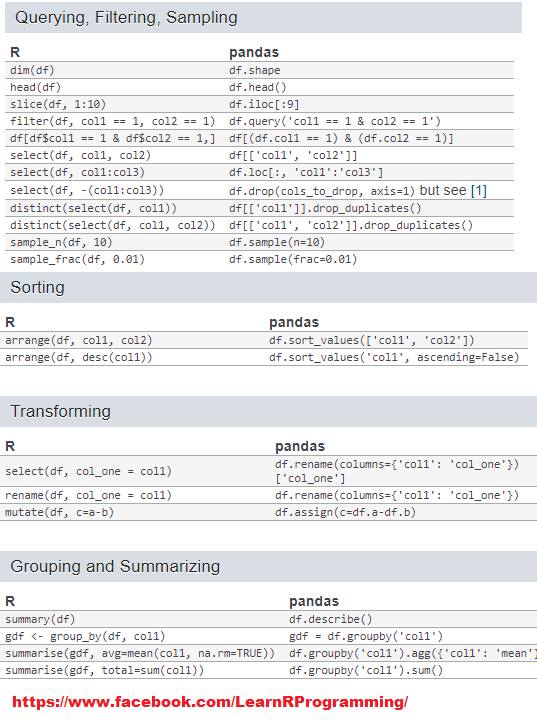 Querying, Filtering, Sampling
R pandas
dim(df) df.shape
head(df) df.head()
slice(df, 1:10) df.iloc[:9]
filter(df, col1 == 1, col2 == 1) df.query('col1 == 1 & col2 == 1')
df[df$col1 == 1 & df$col2 == 1,] df[(df.col1 == 1) & (df.col2 == 1)]
select(df, col1, col2) df[['col1', 'col2']]
select(df, col1:col3) df.loc[:, 'col1':'col3']
select(df, -(col1:col3)) df.drop(cols_to_drop, axis=1) but see [1]
distinct(select(df, col1)) df[['col1']].drop_duplicates()
distinct(select(df, col1, col2)) df[['col1', 'col2']].drop_duplicates()
sample_n(df, 10) df.sample(n=10)
sample_frac(df, 0.01) df.sample(frac=0.01)
Sorting
R pandas
arrange(df, col1, col2) df.sort_values(['col1', 'col2'])
arrange(df, desc(col1)) df.sort_values('col1', ascending=False)
Transforming
R pandas
select(df, col_one = col1) df.rename(columns={'col1': 'col_one'})
['col_one']
rename(df, col_one = col1) df.rename(columns={'col1': 'col_one'})
mutate(df, c=a-b) df.assign(c=df.a-df.b)
Grouping and Summarizing
R pandas
summary(df) df.describe()
gdf <- group_by(df, col1) gdf = df.groupby('col1')
summarise(gdf, avg=mean(col1, na.rm=TRUE)) df.groupby('col1').agg({'col1': 'mean'}
summarise(gdf, total=sum(col1)) df.groupby('col1').sum()
https://www.facebook.com/LearnRProgramming/